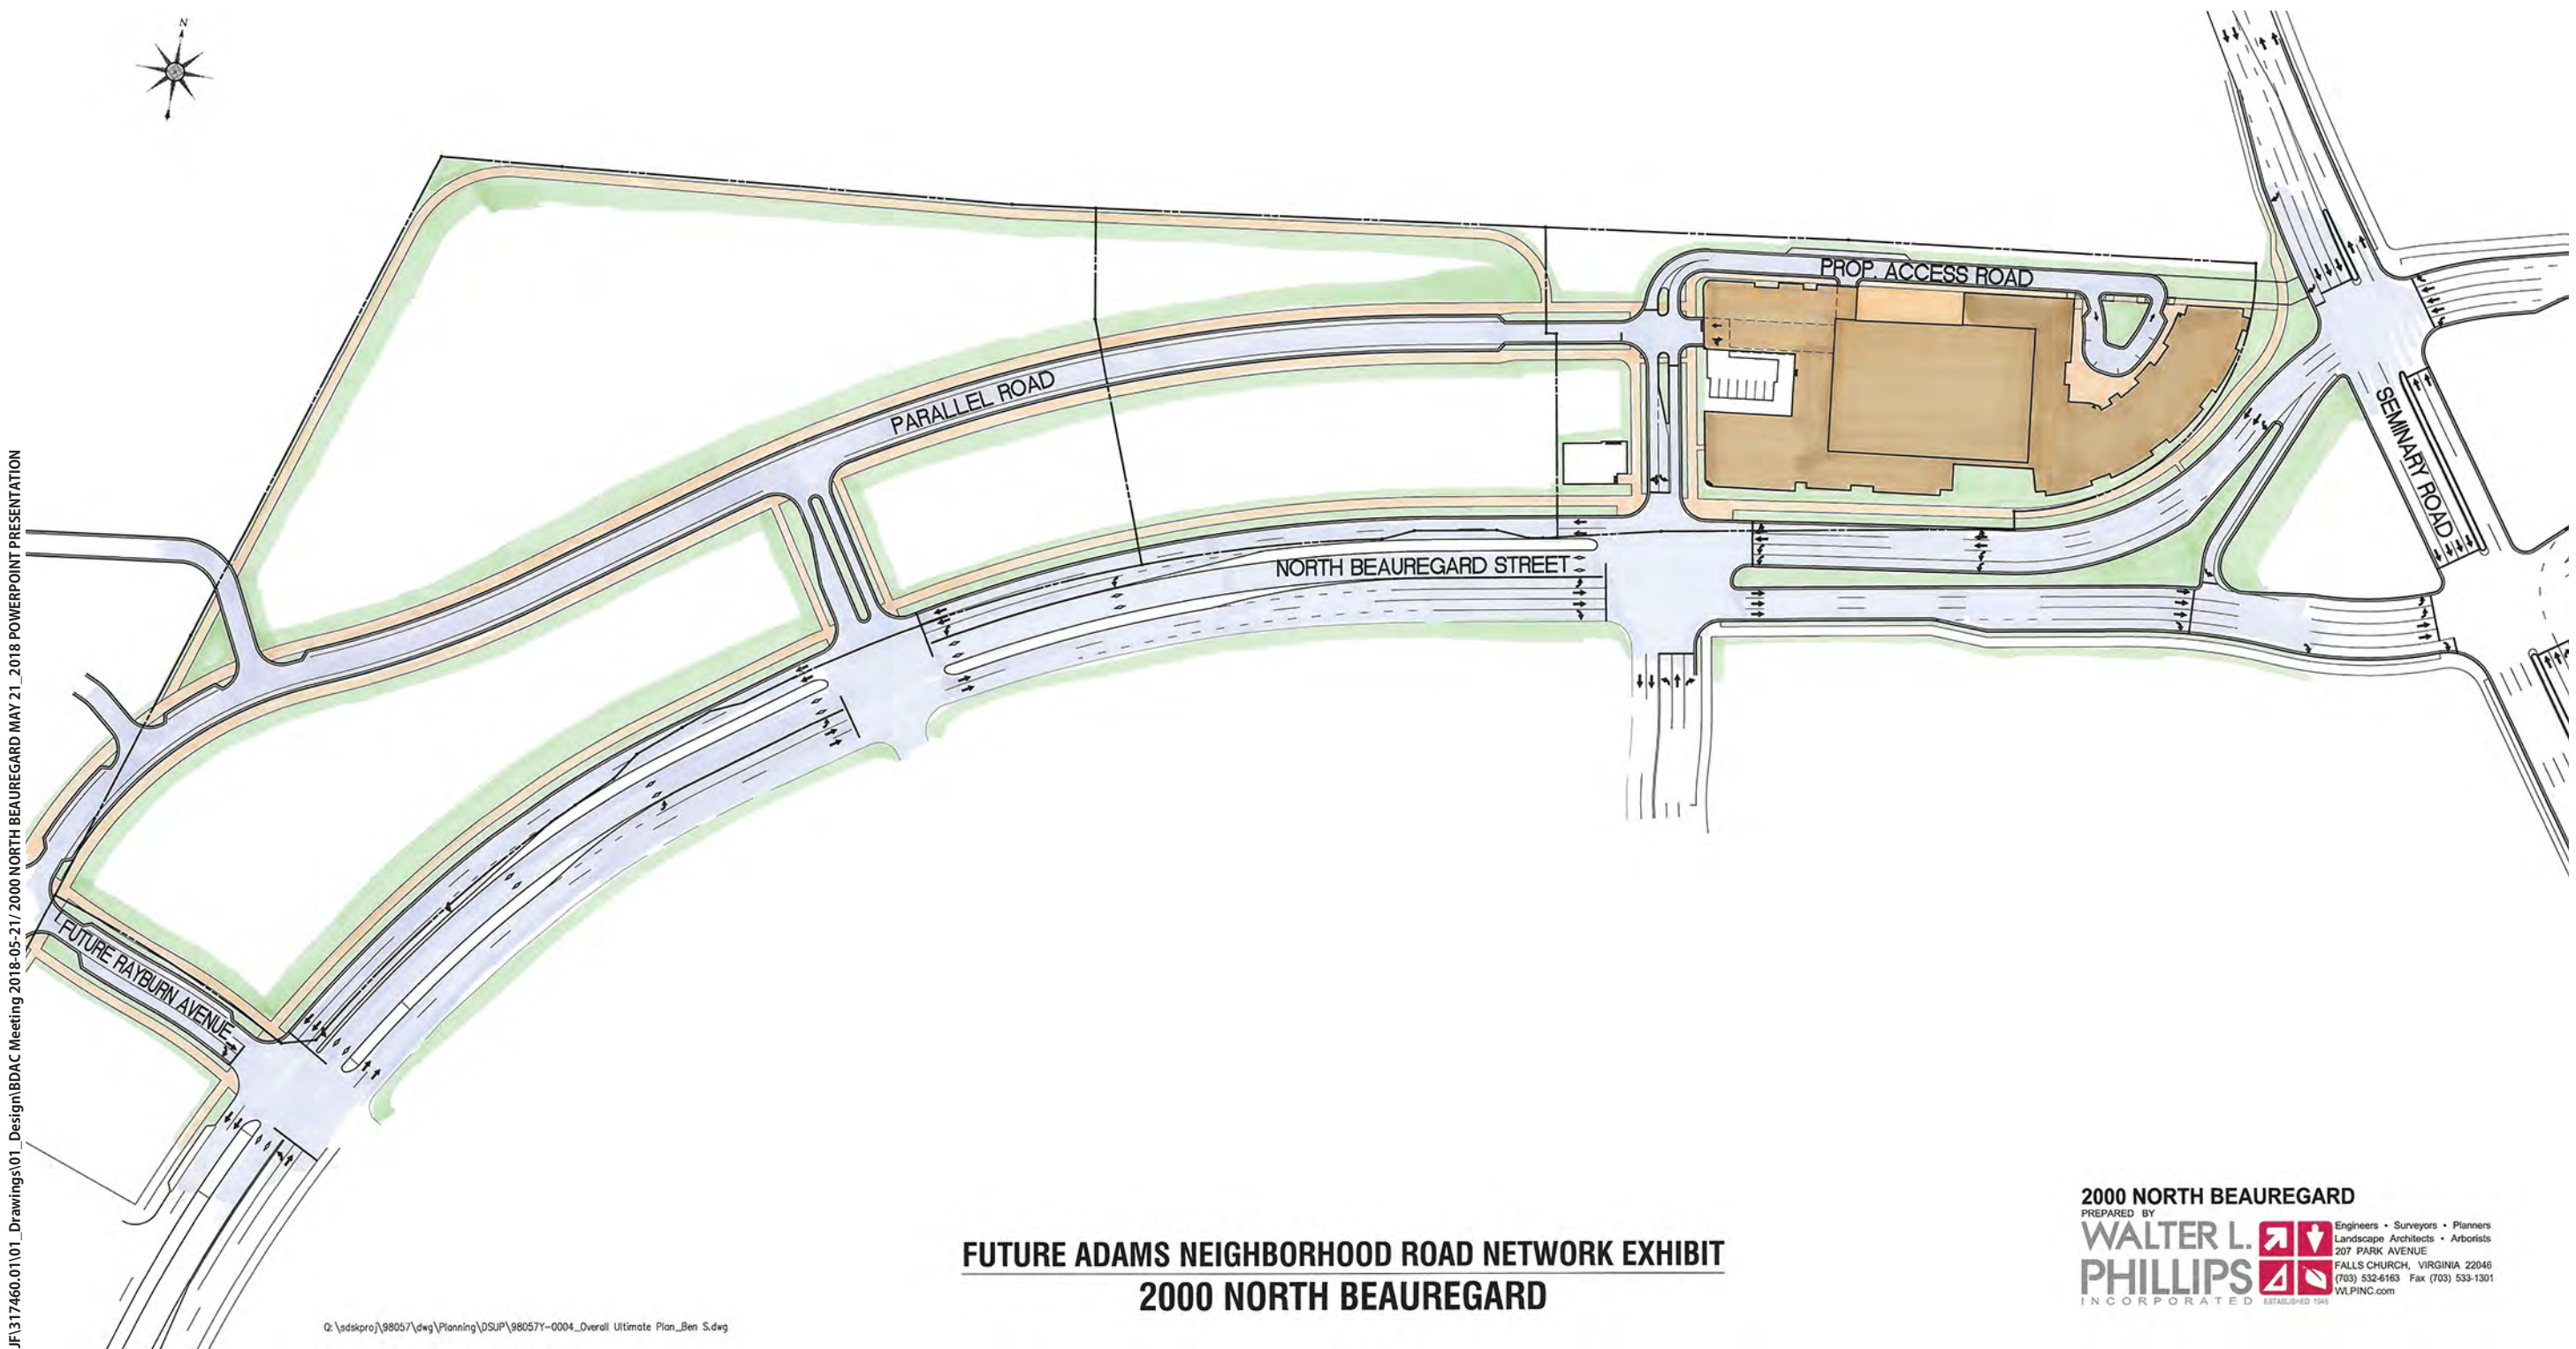 N
PROP. ACCESS ROAD
PARALLEL ROAD
SEMINARY ROAD
NORTH BEAUREGARD STREET
FUTURE RAYBURN AVENUE
JF\317460.01\01_Drawings\01_Design\BDAC Meeting 2018-05-21/ 2000 NORTH BEAUREGARD MAY 21_2018 POWERPOINT PRESENTATION
FUTURE ADAMS NEIGHBORHOOD ROAD NETWORK EXHIBIT
2000 NORTH BEAUREGARD
Q:\sdskproj\98057\dwg\Planning\DSUP\98057Y-0004_Overall Ultimate Plan_Ben S.dwg
2000 NORTH BEAUREGARD
PREPARED BY
WALTER L.
PHILLIPS
INCORPORATED
ESTABLISHED 1945
Engineers • Surveyors • Planners
Landscape Architects • Arborists
207 PARK AVENUE
FALLS CHURCH, VIRGINIA 22046
(703) 532-6163 Fax (703) 533-1301
WLPINC.com